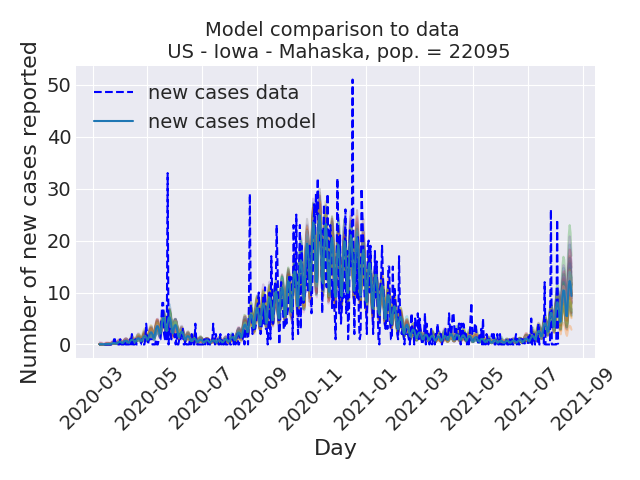 Model comparison to data
US - Iowa - Mahaska, pop. = 22095
Number of new cases reported
50
40
30
20
10
0
new cases data
new cases model
2020-03
2020-05
2020-07
2020-09
2020-11
2021-01
2021-03
2021-05
2021-07
2021-09
Day